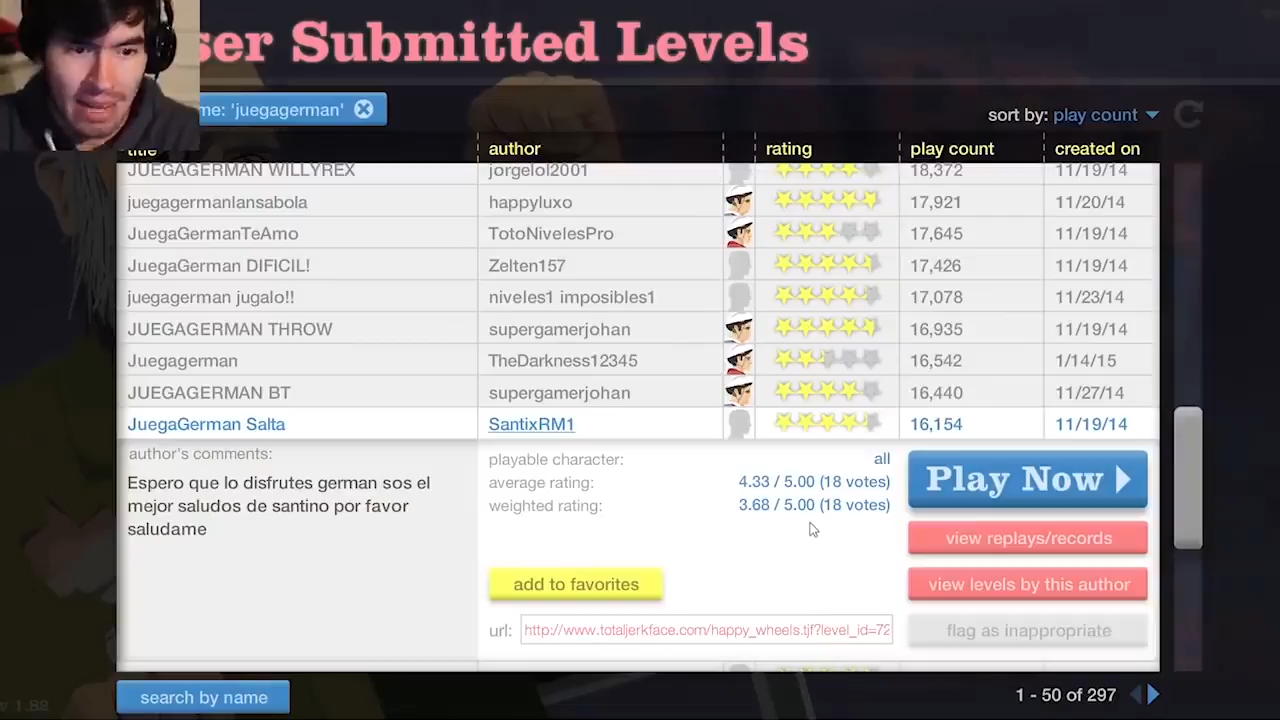 ser Submitted Levels
me: 'juegagerman'
sort by: play count
title author rating play count created on
JUEGAGERMAN WILLYREX jorgelol2001 18,372 11/19/14
juegagermanlansabola happyluxo 17,921 11/20/14
JuegaGermanTeAmo TotoNivelesPro 17,645 11/19/14
JuegaGerman DIFICIL! Zelten157 17,426 11/19/14
juegagerman jugalo!! niveles1 imposibles1 17,078 11/23/14
JUEGAGERMAN THROW supergamerjohan 16,935 11/19/14
Juegagerman TheDarkness12345 16,542 1/14/15
JUEGAGERMAN BT supergamerjohan 16,440 11/27/14
JuegaGerman Salta SantixRM1 16,154 11/19/14
author's comments:
Espero que lo disfrutes german sos el
mejor saludos de santino por favor
saludame
playable character: all
average rating: 4.33 / 5.00 (18 votes)
weighted rating: 3.68 / 5.00 (18 votes)
add to favorites
url: http://www.totaljerkface.com/happy_wheels.tjf?level_id=72
Play Now
view replays/records
view levels by this author
flag as inappropriate
search by name
1 - 50 of 297
v 1.82